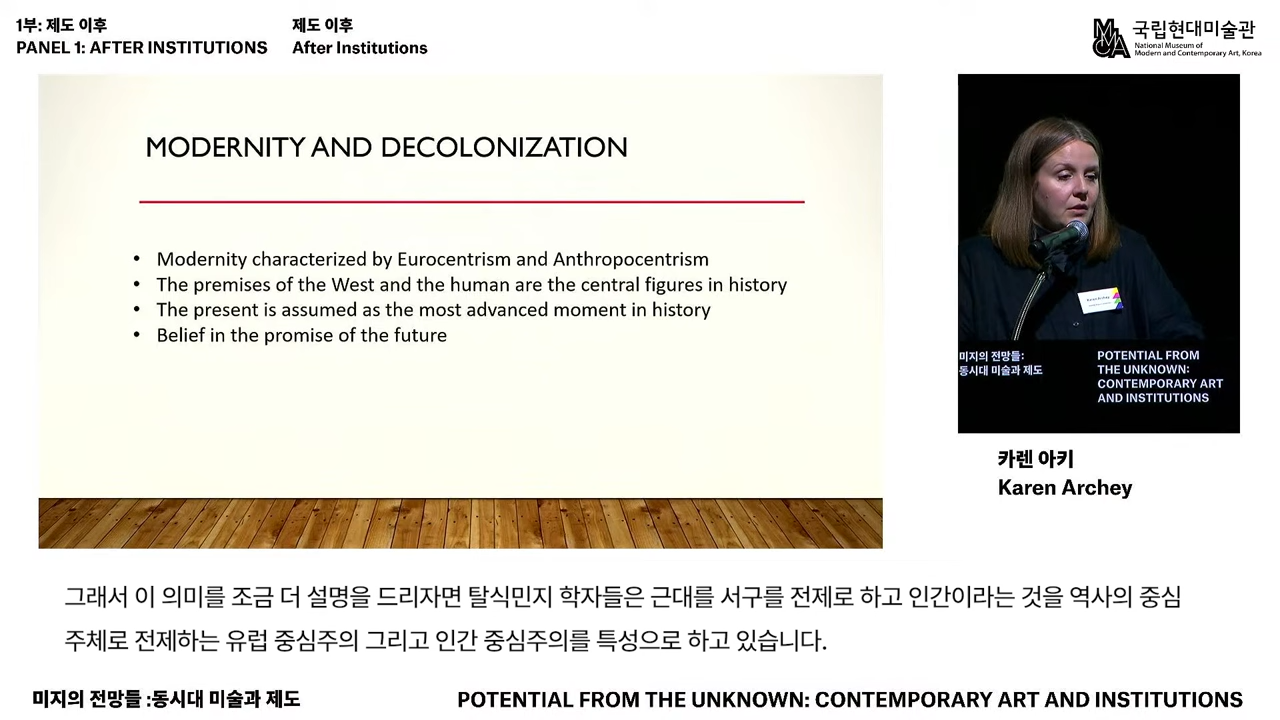 1부: 제도 이후
PANEL 1: AFTER INSTITUTIONS
제도 이후
After Institutions
MMCA
국립현대미술관
National Museum of
Modern and Contemporary Art, Korea
MODERNITY AND DECOLONIZATION
• Modernity characterized by Eurocentrism and Anthropocentrism
• The premises of the West and the human are the central figures in history
• The present is assumed as the most advanced moment in history
• Belief in the promise of the future
Karen Archey
미지의 전망들:
동시대 미술과 제도
POTENTIAL FROM
THE UNKNOWN:
CONTEMPORARY ART
AND INSTITUTIONS
카렌 아키
Karen Archey
그래서 이 의미를 조금 더 설명을 드리자면 탈식민지 학자들은 근대를 서구를 전제로 하고 인간이라는 것을 역사의 중심
주체로 전제하는 유럽 중심주의 그리고 인간 중심주의를 특성으로 하고 있습니다.
미지의 전망들 :동시대 미술과 제도
POTENTIAL FROM THE UNKNOWN: CONTEMPORARY ART AND INSTITUTIONS